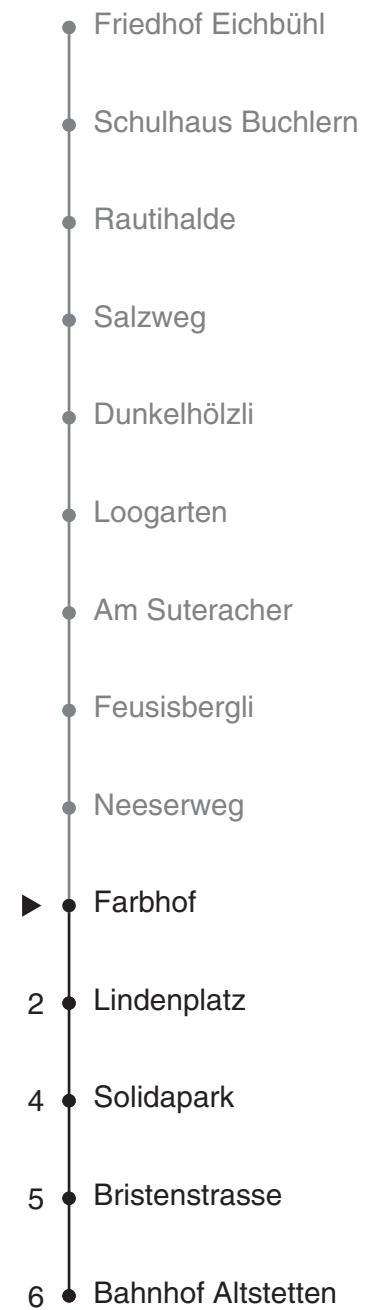 Friedhof Eichbühl
Schulhaus Buchlern
Rautihalde
Salzweg
Dunkelhölzli
Loogarten
Am Suteracher
Feusisbergli
Neeserweg
Farbhof
2 Lindenplatz
4 Solidapark
5 Bristenstrasse
6 Bahnhof Altstetten